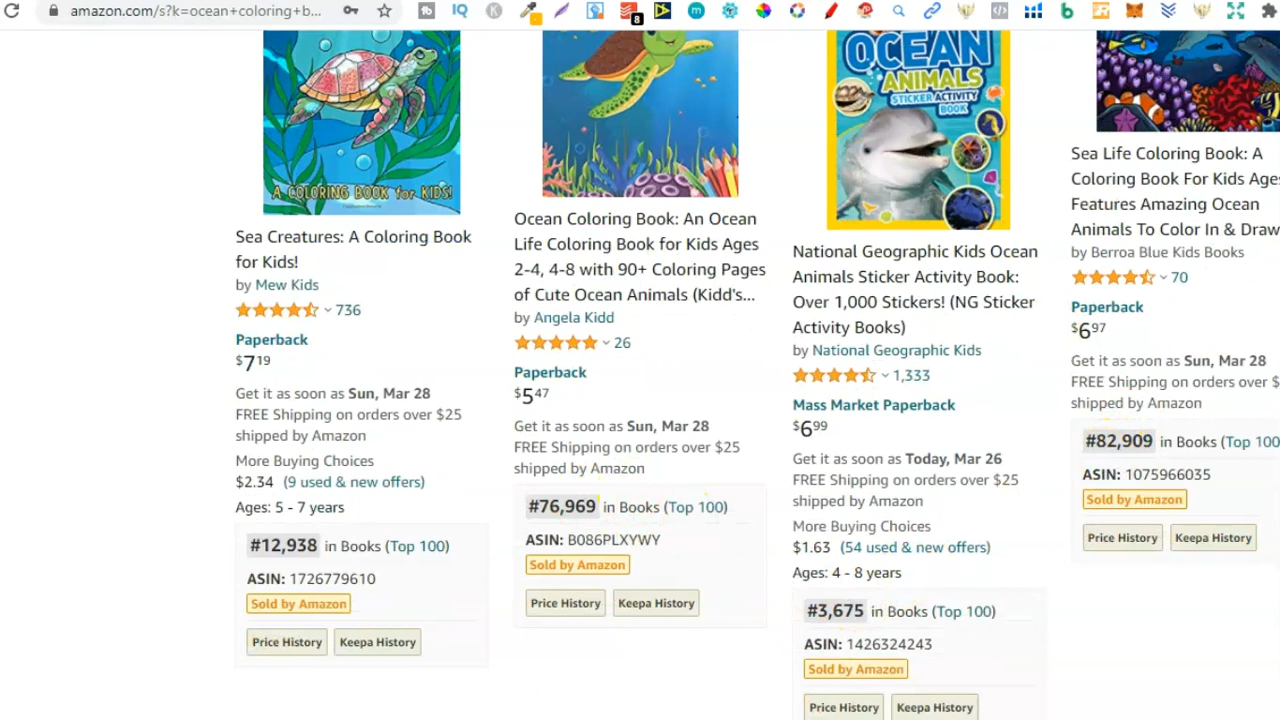 amazon.com/s?k=ocean+coloring+b...
IQ
K
8
m
b
A COLORING BOOK for KIDS!
Sea Creatures: A Coloring Book
for Kids!
by Mew Kids
736
Paperback
$7 19
Get it as soon as Sun, Mar 28
FREE Shipping on orders over $25
shipped by Amazon
More Buying Choices
$2.34 (9 used & new offers)
Ages: 5 - 7 years
#12,938 in Books (Top 100)
ASIN: 1726779610
Sold by Amazon
Price History Keepa History
Ocean Coloring Book: An Ocean
Life Coloring Book for Kids Ages
2-4, 4-8 with 90+ Coloring Pages
of Cute Ocean Animals (Kidd's...
by Angela Kidd
26
Paperback
$5 47
Get it as soon as Sun, Mar 28
FREE Shipping on orders over $25
shipped by Amazon
#76,969 in Books (Top 100)
ASIN: B086PLXYWY
Sold by Amazon
Price History Keepa History
OCEAN
ANIMALS
STICKER ACTIVITY
BOOK
National Geographic Kids Ocean
Animals Sticker Activity Book:
Over 1,000 Stickers! (NG Sticker
Activity Books)
by National Geographic Kids
1,333
Mass Market Paperback
$6 99
Get it as soon as Today, Mar 26
FREE Shipping on orders over $25
shipped by Amazon
More Buying Choices
$1.63 (54 used & new offers)
Ages: 4 - 8 years
#3,675 in Books (Top 100)
ASIN: 1426324243
Sold by Amazon
Price History Keepa History
Sea Life Coloring Book: A
Coloring Book For Kids Ages
Features Amazing Ocean
Animals To Color In & Draw
by Berroa Blue Kids Books
70
Paperback
$6 97
Get it as soon as Sun, Mar 28
FREE Shipping on orders over $
shipped by Amazon
#82,909 in Books (Top 100
ASIN: 1075966035
Sold by Amazon
Price History Keepa History